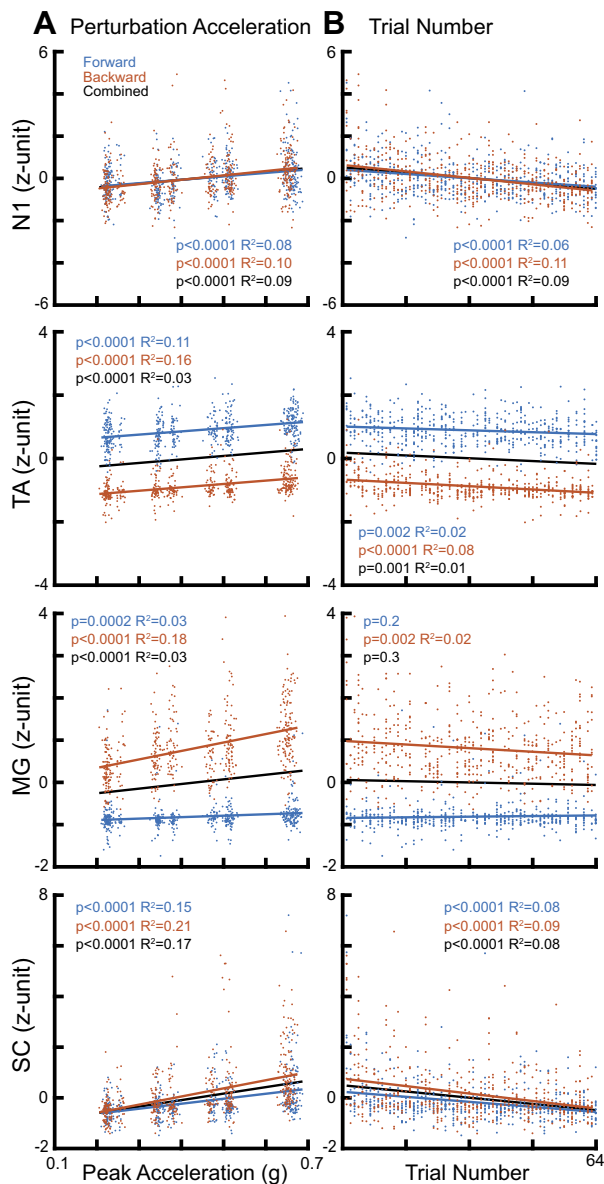 A Perturbation Acceleration B Trial Number
Forward
Backward
Combined
N1 (z-unit)
6
0
-6
p<0.0001 R²=0.08
p<0.0001 R²=0.10
p<0.0001 R²=0.09
6
0
-6
p<0.0001 R²=0.06
p<0.0001 R²=0.11
p<0.0001 R²=0.09
TA (z-unit)
4
0
-4
p<0.0001 R²=0.11
p<0.0001 R²=0.16
p<0.0001 R²=0.03
4
0
-4
p=0.002 R²=0.02
p<0.0001 R²=0.08
p=0.001 R²=0.01
MG (z-unit)
4
0
-2
p=0.0002 R²=0.03
p<0.0001 R²=0.18
p<0.0001 R²=0.03
4
0
-2
p=0.2
p=0.002 R²=0.02
p=0.3
SC (z-unit)
8
0
-2
p<0.0001 R²=0.15
p<0.0001 R²=0.21
p<0.0001 R²=0.17
8
0
-2
p<0.0001 R²=0.08
p<0.0001 R²=0.09
p<0.0001 R²=0.08
0.1 Peak Acceleration (g) 0.7
1 Trial Number 64